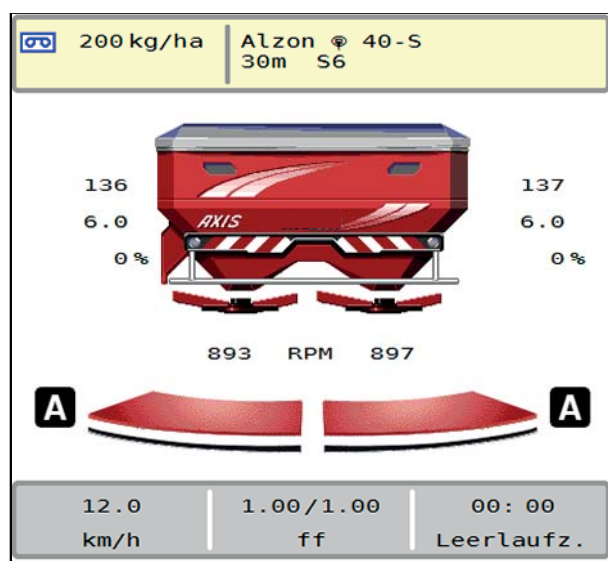 200 kg/ha
Alzon 40-S
30m S6
136
137
6.0
AXIS
6.0
0 %
0 %
893 RPM 897
A
A
12.0
1.00/1.00
00: 00
km/h
ff
Leerlaufz.